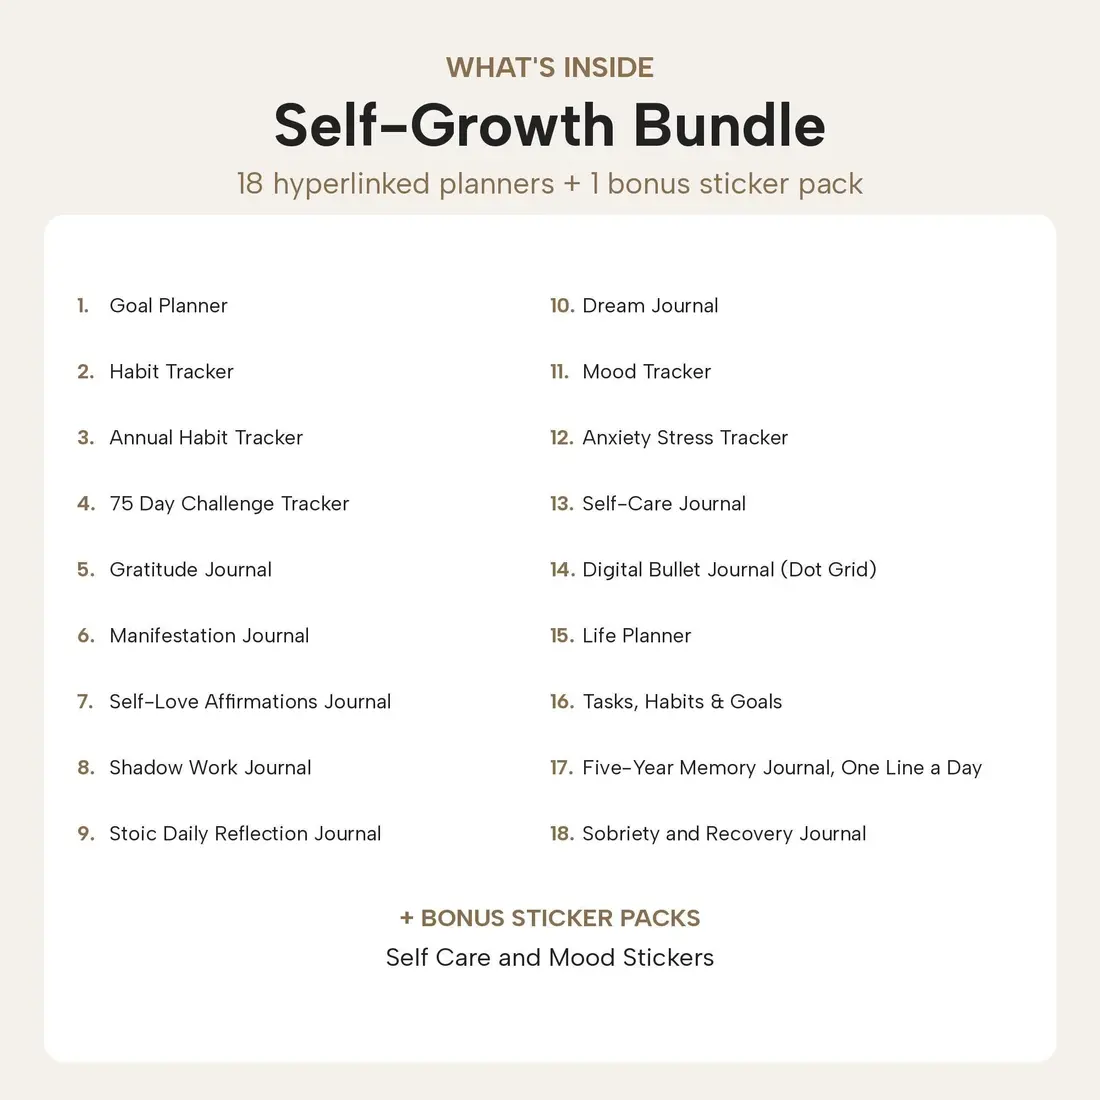 WHAT'S INSIDE
Self-Growth Bundle
18 hyperlinked planners + 1 bonus sticker pack
1. Goal Planner
2. Habit Tracker
3. Annual Habit Tracker
4. 75 Day Challenge Tracker
5. Gratitude Journal
6. Manifestation Journal
7. Self-Love Affirmations Journal
8. Shadow Work Journal
9. Stoic Daily Reflection Journal
10. Dream Journal
11. Mood Tracker
12. Anxiety Stress Tracker
13. Self-Care Journal
14. Digital Bullet Journal (Dot Grid)
15. Life Planner
16. Tasks, Habits & Goals
17. Five-Year Memory Journal, One Line a Day
18. Sobriety and Recovery Journal
+ BONUS STICKER PACKS
Self Care and Mood Stickers